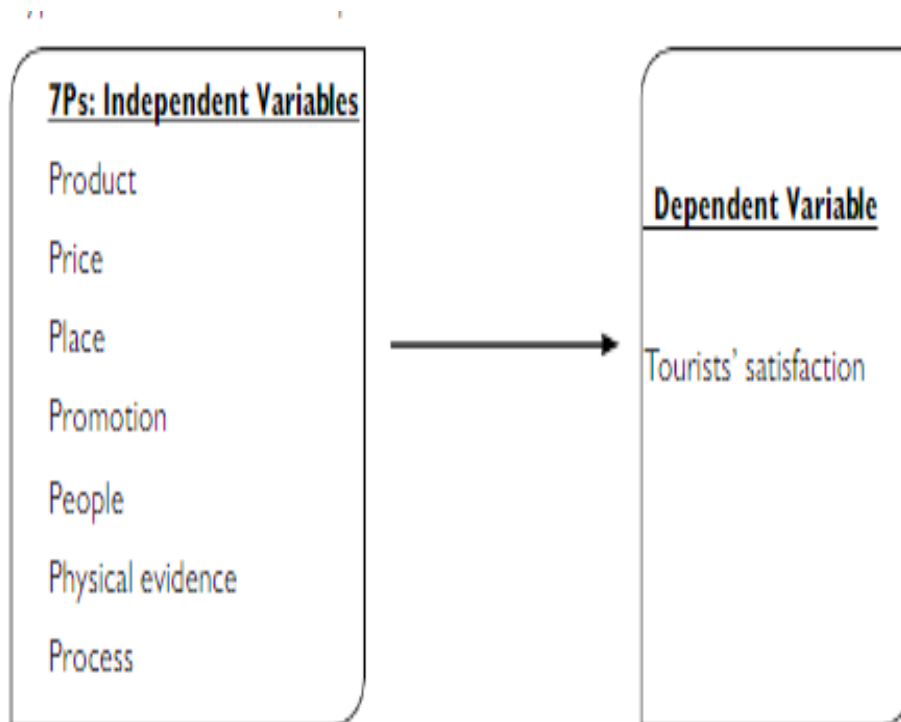 7Ps: Independent Variables
Product
Price
Place
Promotion
People
Physical evidence
Process
Dependent Variable
Tourists' satisfaction